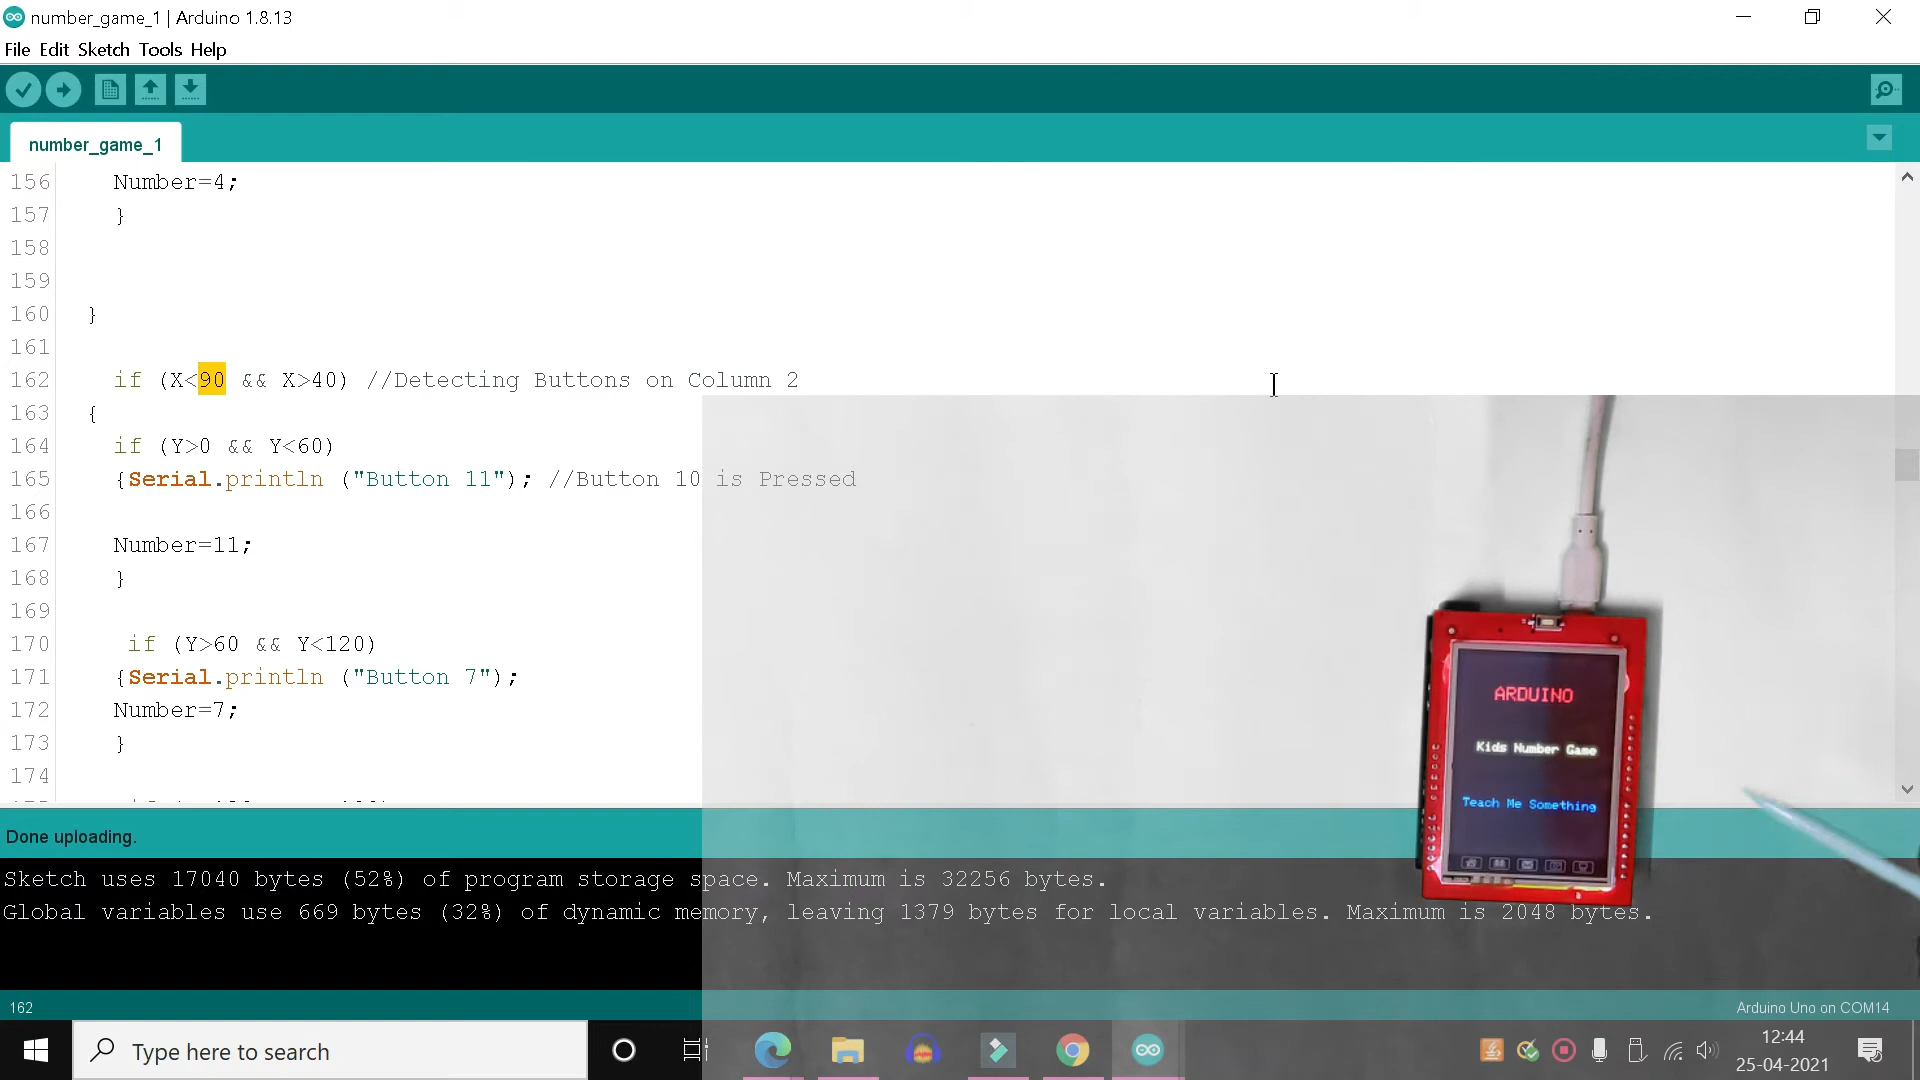 number_game_1 | Arduino 1.8.13
File Edit Sketch Tools Help
number_game_1
156 Number=4;
157 }
158
159
160 }
161
162 if (X<90 && X>40) //Detecting Buttons on Column 2
163 {
164 if (Y>0 && Y<60)
165 {Serial.println ("Button 11"); //Button 10 is Pressed
166
167 Number=11;
168 }
169
170 if (Y>60 && Y<120)
171 {Serial.println ("Button 7");
172 Number=7;
173 }
174
ARDUINO
Kids Number Game
Teach Me Something
Done uploading.
Sketch uses 17040 bytes (52%) of program storage space. Maximum is 32256 bytes.
Global variables use 669 bytes (32%) of dynamic memory, leaving 1379 bytes for local variables. Maximum is 2048 bytes.
162
Arduino Uno on COM14
Type here to search
12:44
25-04-2021